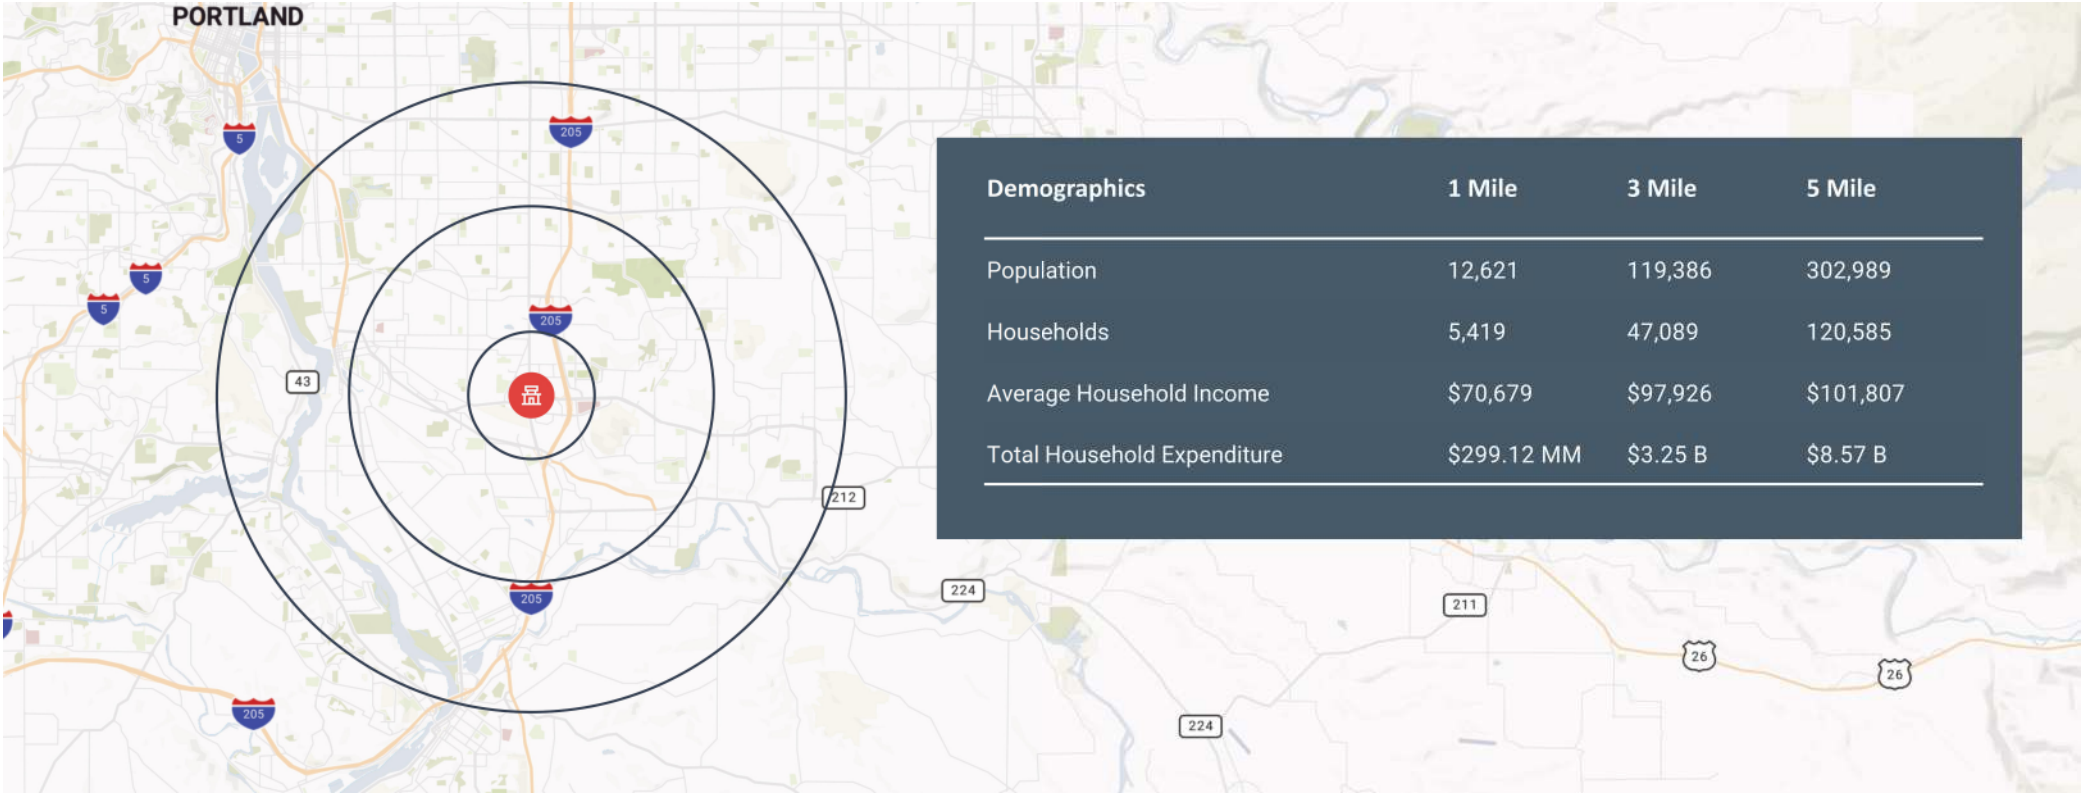 PORTLAND
5
205
5
5
205
43
212
205
205
224
224
211
26
26
Demographics 1 Mile 3 Mile 5 Mile
Population 12,621 119,386 302,989
Households 5,419 47,089 120,585
Average Household Income $70,679 $97,926 $101,807
Total Household Expenditure $299.12 MM $3.25 B $8.57 B